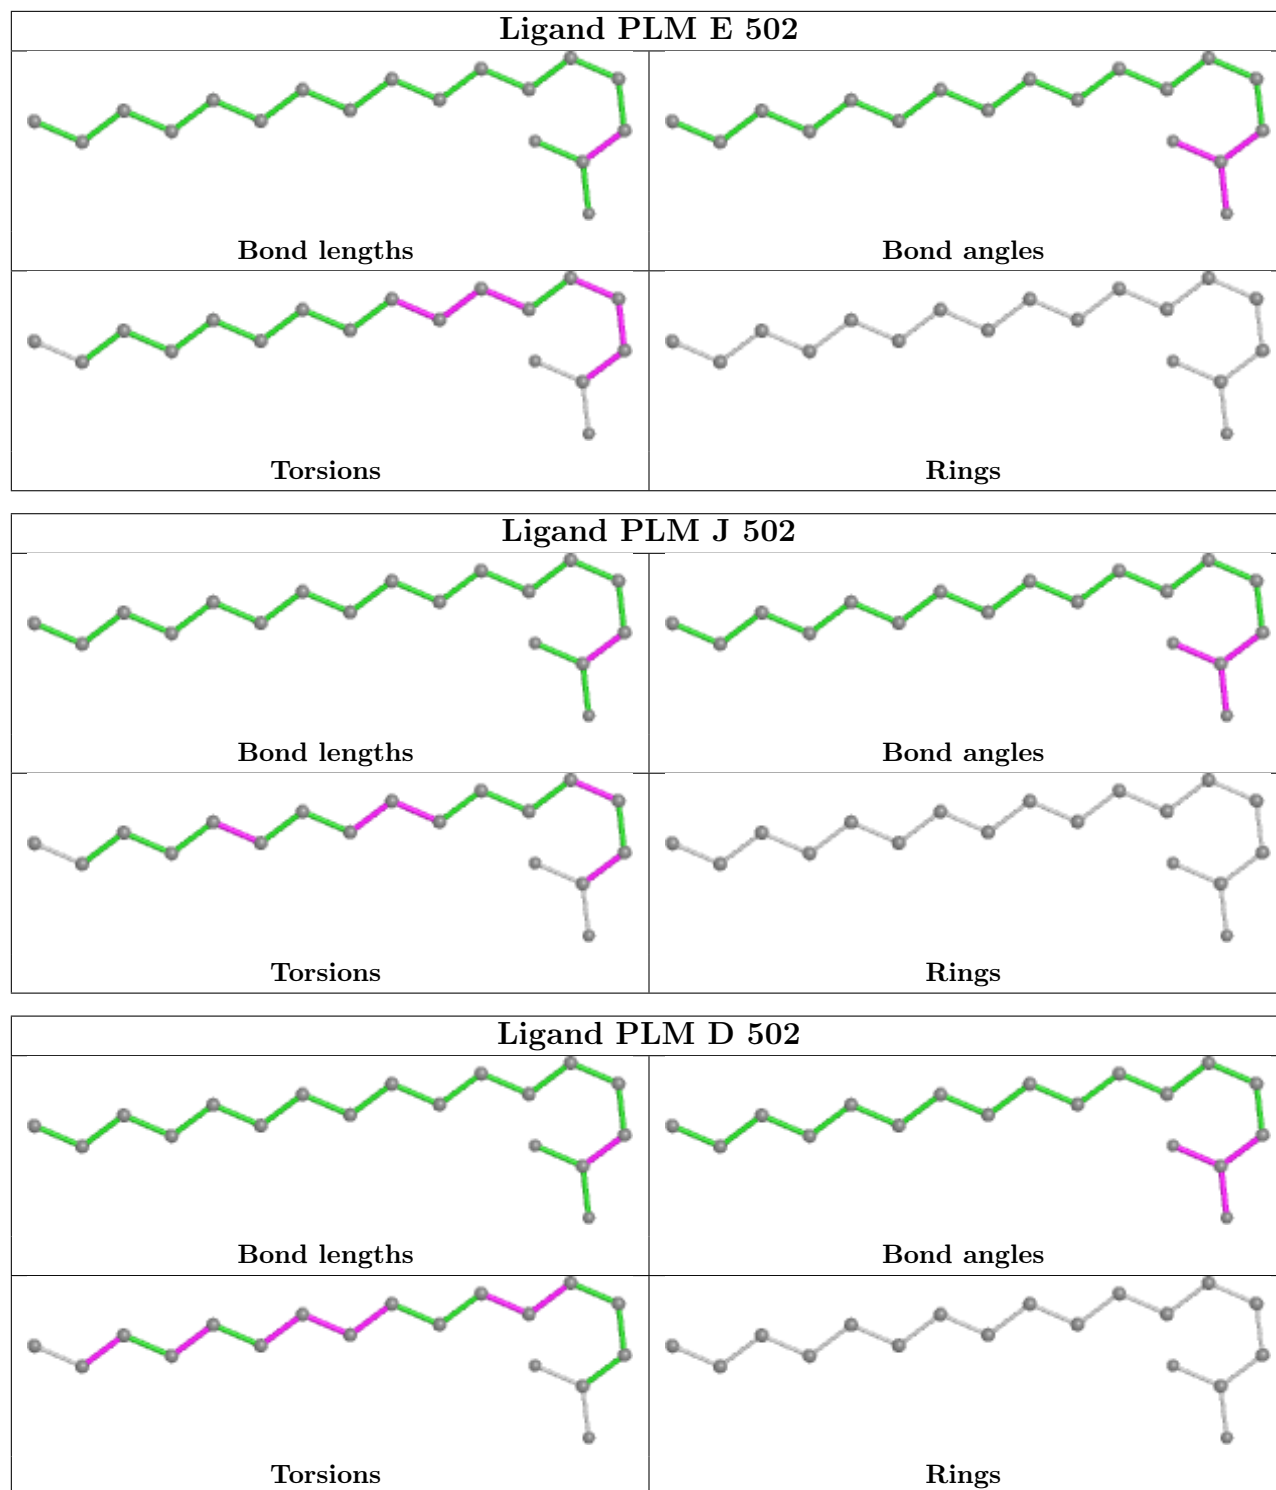 Ligand PLM E 502
Bond lengths
Bond angles
Torsions
Rings
Ligand PLM J 502
Bond lengths
Bond angles
Torsions
Rings
Ligand PLM D 502
Bond lengths
Bond angles
Torsions
Rings